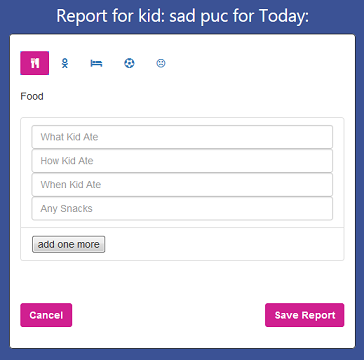 Report for kid: sad puc for Today:
Food
What Kid Ate
How Kid Ate
When Kid Ate
Any Snacks
add one more
Cancel
Save Report